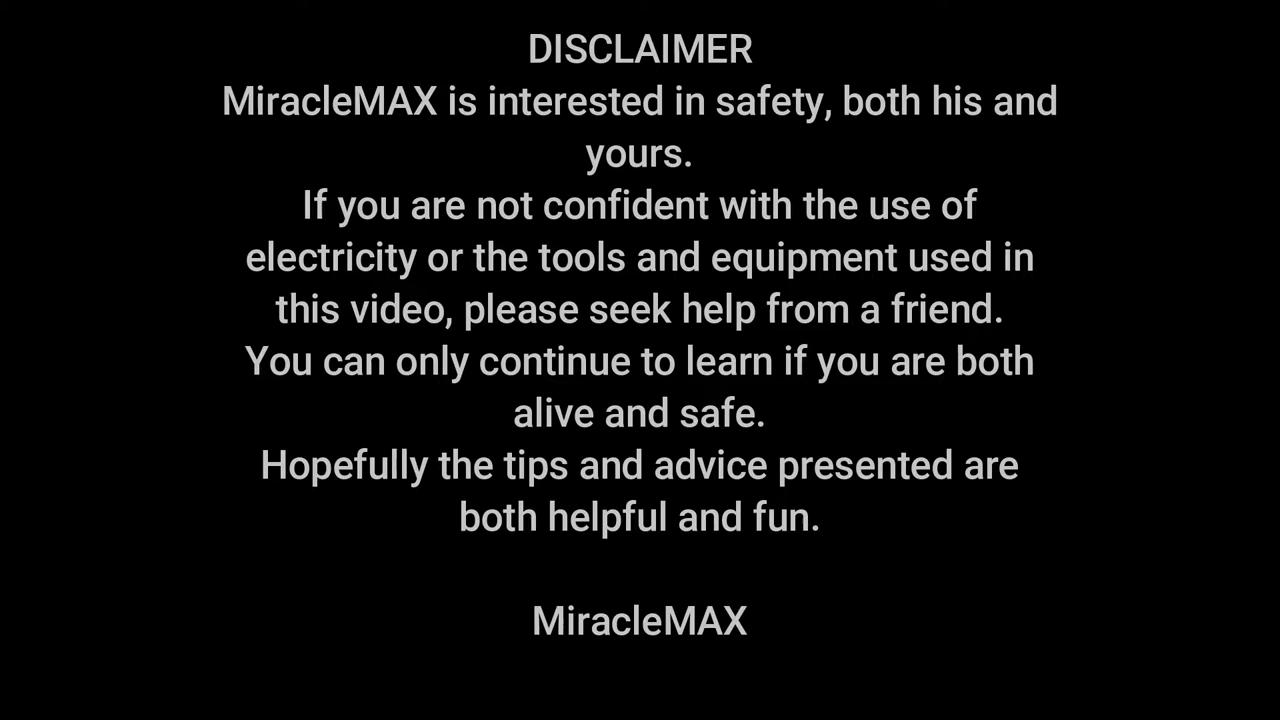 DISCLAIMER
MiracleMAX is interested in safety, both his and
yours.
If you are not confident with the use of
electricity or the tools and equipment used in
this video, please seek help from a friend.
You can only continue to learn if you are both
alive and safe.
Hopefully the tips and advice presented are
both helpful and fun.
MiracleMAX